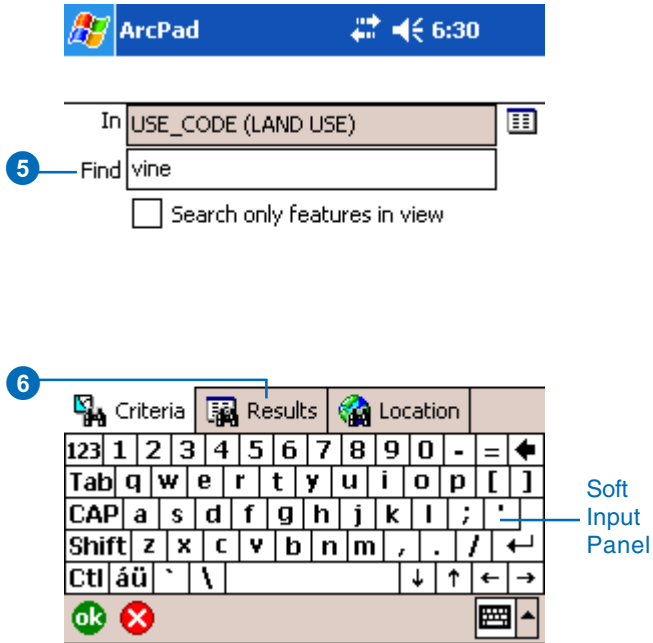 ArcPad 6:30
In USE_CODE (LAND USE)
5 Find vine
Search only features in view
6
Criteria Results Location
123 1 2 3 4 5 6 7 8 9 0 - =
Tab q w e r t y u i o p [ ]
CAP a s d f g h j k l ; '
Shift z x c v b n m , . /
Ctl áü ` \ ↓ ↑ ← →
Soft
Input
Panel
ok